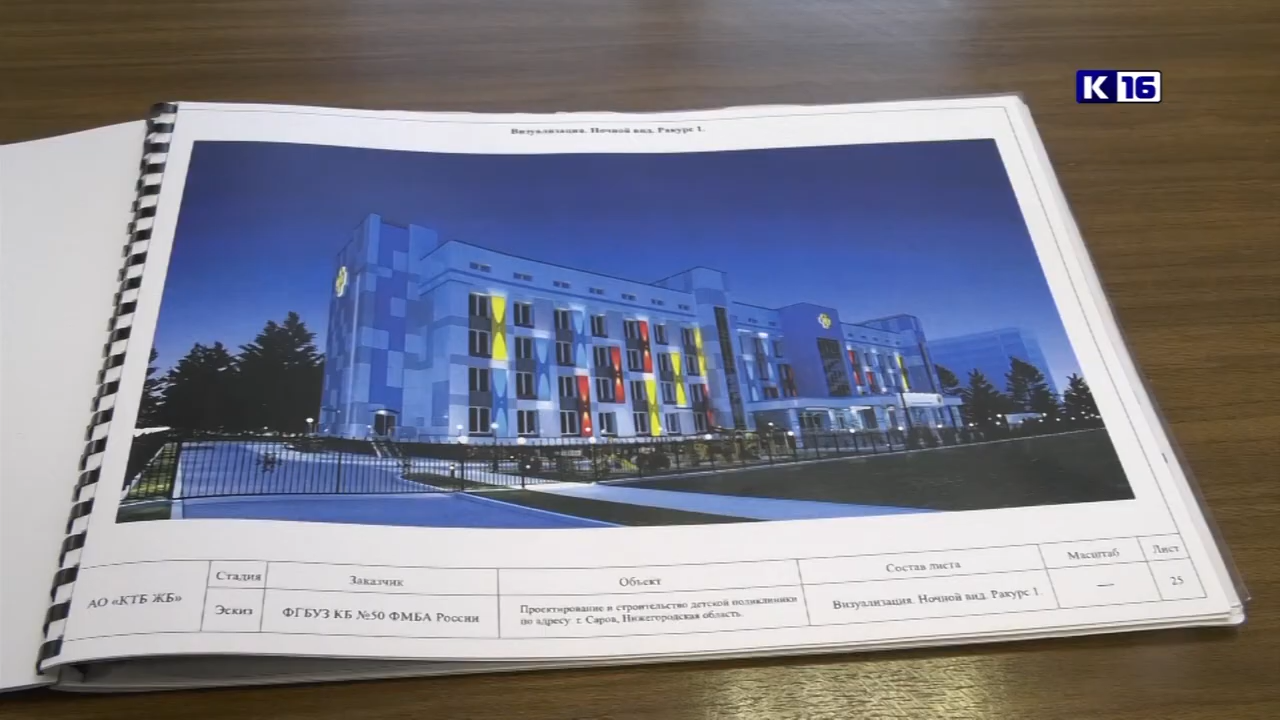 К 16
Визуализация. Ночной вид. Ракурс 1.
АО «КТБ ЖБ»
Стадия
Эскиз
Заказчик
ФГБУЗ КБ №50 ФМБА России
Объект
Проектирование и строительство детской поликлиники
по адресу: г. Саров, Нижегородская область.
Состав листа
Визуализация. Ночной вид. Ракурс 1.
Масштаб
—
Лист
25